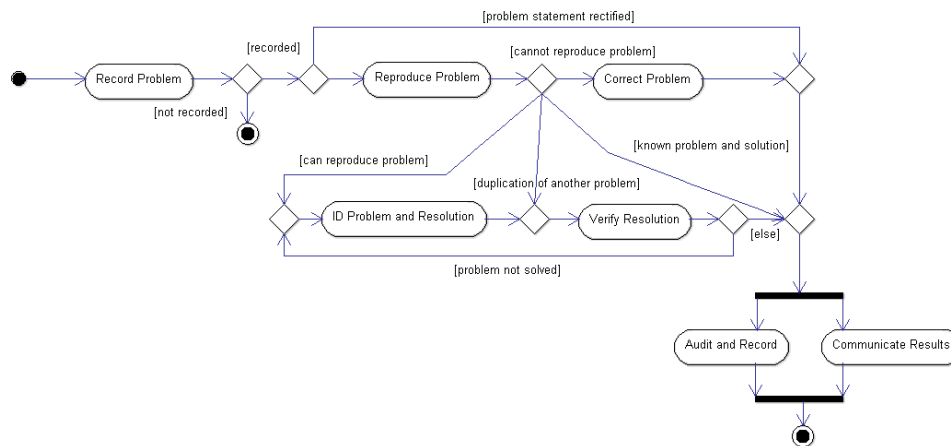 [problem statement rectified]
[recorded]
[cannot reproduce problem]
Record Problem
Reproduce Problem
Correct Problem
[not recorded]
[known problem and solution]
[can reproduce problem]
[duplication of another problem]
ID Problem and Resolution
Verify Resolution
[else]
[problem not solved]
Audit and Record
Communicate Results